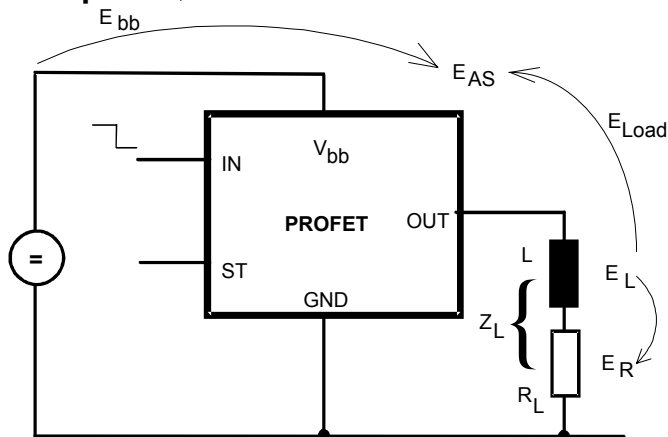 E bb
E AS
E Load
V bb
IN
PROFET
OUT
ST
GND
=
L
E L
Z L
{
E R
R L